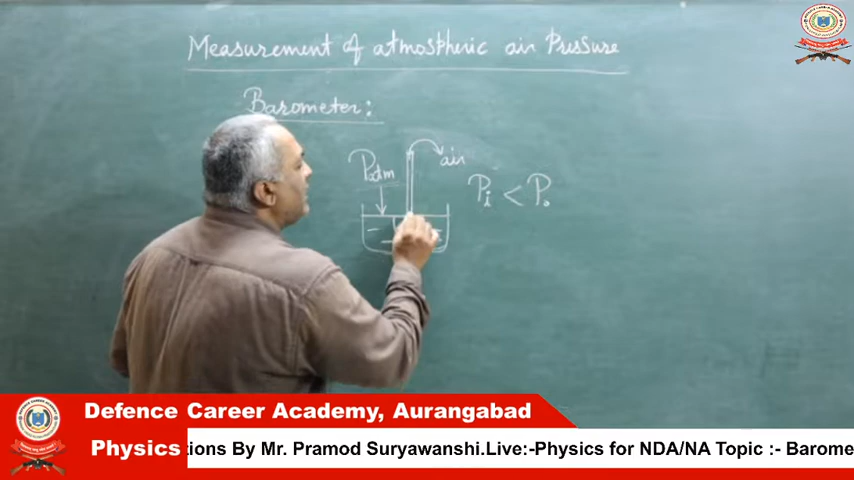 Measurement of atmospheric air Pressure
Barometer:
Patm
air
Pi < Po
Defence Career Academy, Aurangabad
Physics
tions By Mr. Pramod Suryawanshi.Live:-Physics for NDA/NA Topic :- Barome